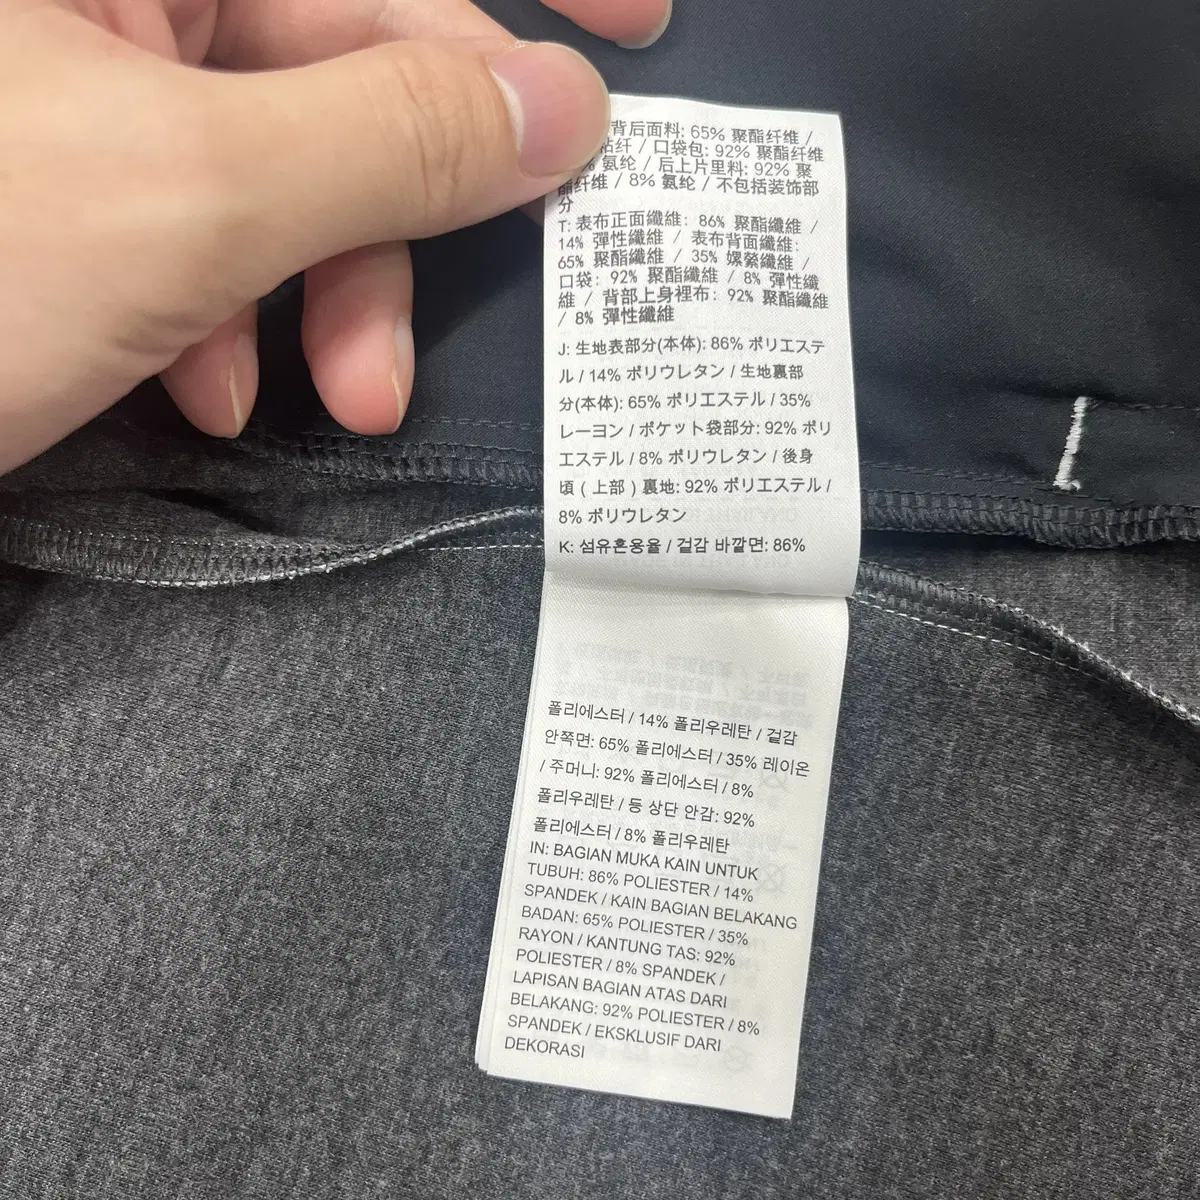 背后面料: 65% 聚酯纤维 /
粘纤 / 口袋包: 92% 聚酯纤维
% 氨纶 / 后上片里料: 92% 聚
酯纤维 / 8% 氨纶 / 不包括装饰部
分
T: 表布正面纖維: 86% 聚酯纖維 /
14% 彈性纖維 / 表布背面纖維:
65% 聚酯纖維 / 35% 嫘縈纖維 /
口袋: 92% 聚酯纖維 / 8% 彈性纖
維 / 背部上身裡布: 92% 聚酯纖維
/ 8% 彈性纖維
J: 生地表部分(本体): 86% ポリエステ
ル / 14% ポリウレタン / 生地裏部
分(本体): 65% ポリエステル / 35%
レーヨン / ポケット袋部分: 92% ポリ
エステル / 8% ポリウレタン / 後身
頃 ( 上部 ) 裏地: 92% ポリエステル /
8% ポリウレタン
K: 섬유혼용율 / 겉감 바깥면: 86%
폴리에스터 / 14% 폴리우레탄 / 겉감
안쪽면: 65% 폴리에스터 / 35% 레이온
/ 주머니: 92% 폴리에스터 / 8%
폴리우레탄 / 등 상단 안감: 92%
폴리에스터 / 8% 폴리우레탄
IN: BAGIAN MUKA KAIN UNTUK
TUBUH: 86% POLIESTER / 14%
SPANDEK / KAIN BAGIAN BELAKANG
BADAN: 65% POLIESTER / 35%
RAYON / KANTUNG TAS: 92%
POLIESTER / 8% SPANDEK /
LAPISAN BAGIAN ATAS DARI
BELAKANG: 92% POLIESTER / 8%
SPANDEK / EKSKLUSIF DARI
DEKORASI